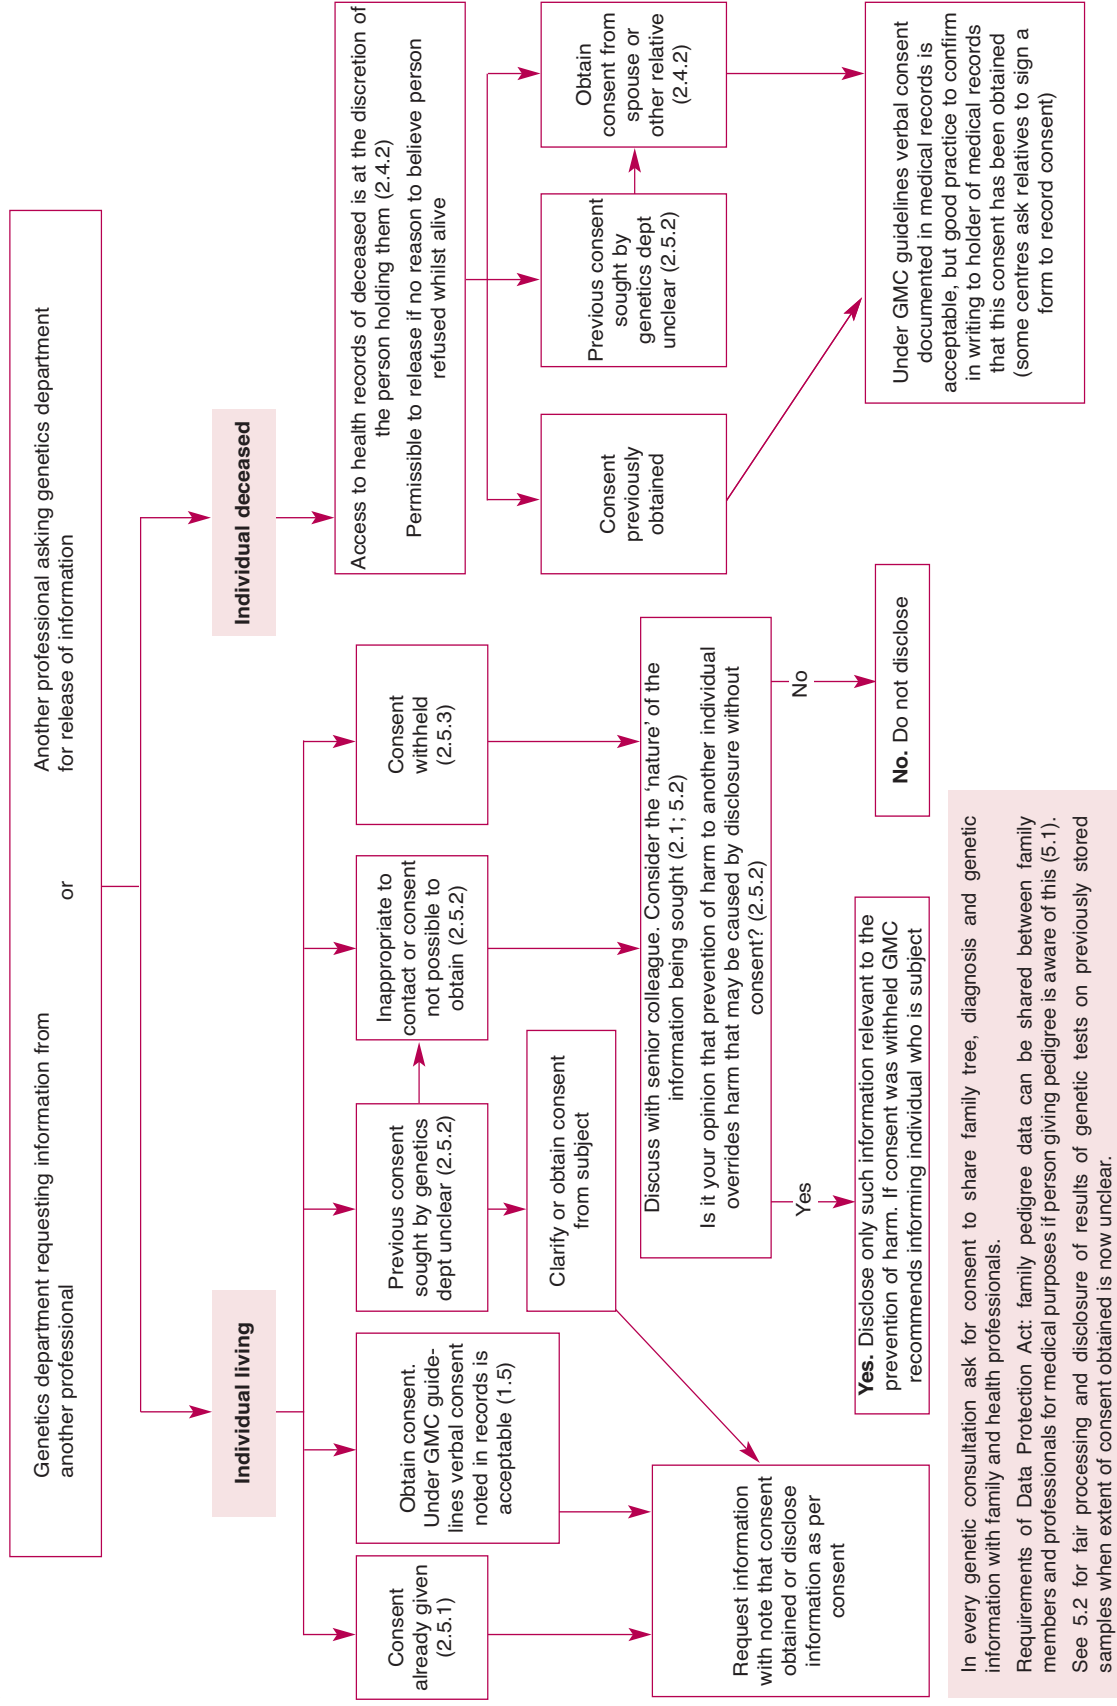 Genetics department requesting information from
another professional
or
Another professional asking genetics department
for release of information
Individual living
Individual deceased
Consent
already given
(2.5.1)
Obtain consent.
Under GMC guide-
lines verbal consent
noted in records is
acceptable (1.5)
Previous consent
sought by genetics
dept unclear (2.5.2)
Inappropriate to
contact or consent
not possible to
obtain (2.5.2)
Consent
withheld
(2.5.3)
Access to health records of deceased is at the discretion of
the person holding them (2.4.2)
Permissible to release if no reason to believe person
refused whilst alive
Clarify or obtain consent
from subject
Consent
previously
obtained
Previous consent
sought by
genetics dept
unclear (2.5.2)
Obtain
consent from
spouse or
other relative
(2.4.2)
Request information
with note that consent
obtained or disclose
information as per
consent
Discuss with senior colleague. Consider the ‘nature’ of the
information being sought (2.1; 5.2)
Is it your opinion that prevention of harm to another individual
overrides harm that may be caused by disclosure without
consent? (2.5.2)
Yes
No
Yes. Disclose only such information relevant to the
prevention of harm. If consent was withheld GMC
recommends informing individual who is subject
No. Do not disclose
Under GMC guidelines verbal consent
documented in medical records is
acceptable, but good practice to confirm
in writing to holder of medical records
that this consent has been obtained
(some centres ask relatives to sign a
form to record consent)
In every genetic consultation ask for consent to share family tree, diagnosis and genetic
information with family and health professionals.
Requirements of Data Protection Act: family pedigree data can be shared between family
members and professionals for medical purposes if person giving pedigree is aware of this (5.1).
See 5.2 for fair processing and disclosure of results of genetic tests on previously stored
samples when extent of consent obtained is now unclear.